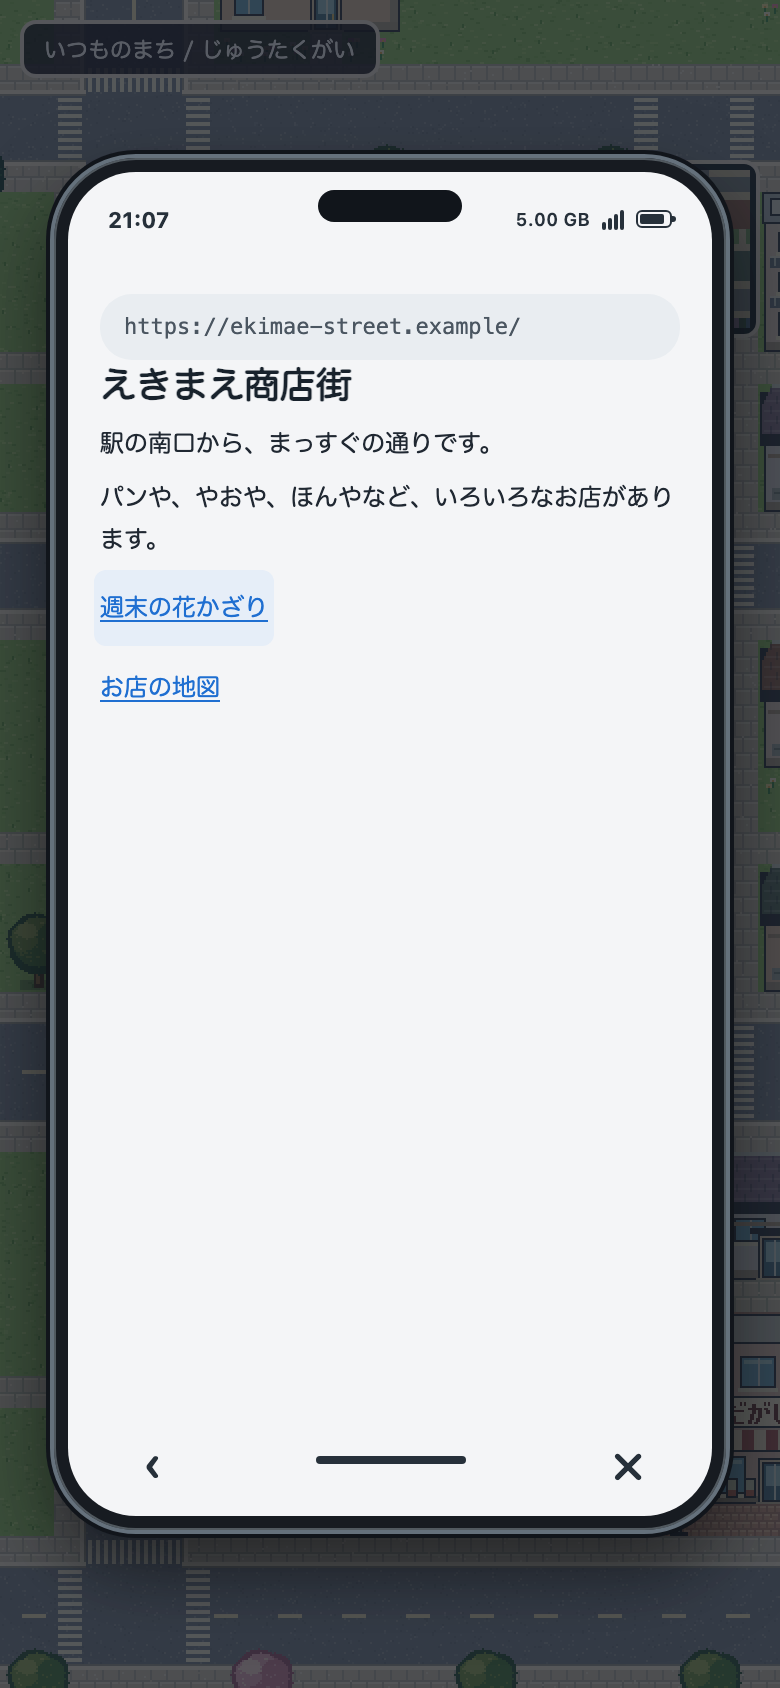 いつものまち / じゅうたくがい
21:07
5.00 GB
https://ekimae-street.example/
えきまえ商店街
駅の南口から、まっすぐの通りです。
パンや、やおや、ほんやなど、いろいろなお店があり
ます。
週末の花かざり
お店の地図